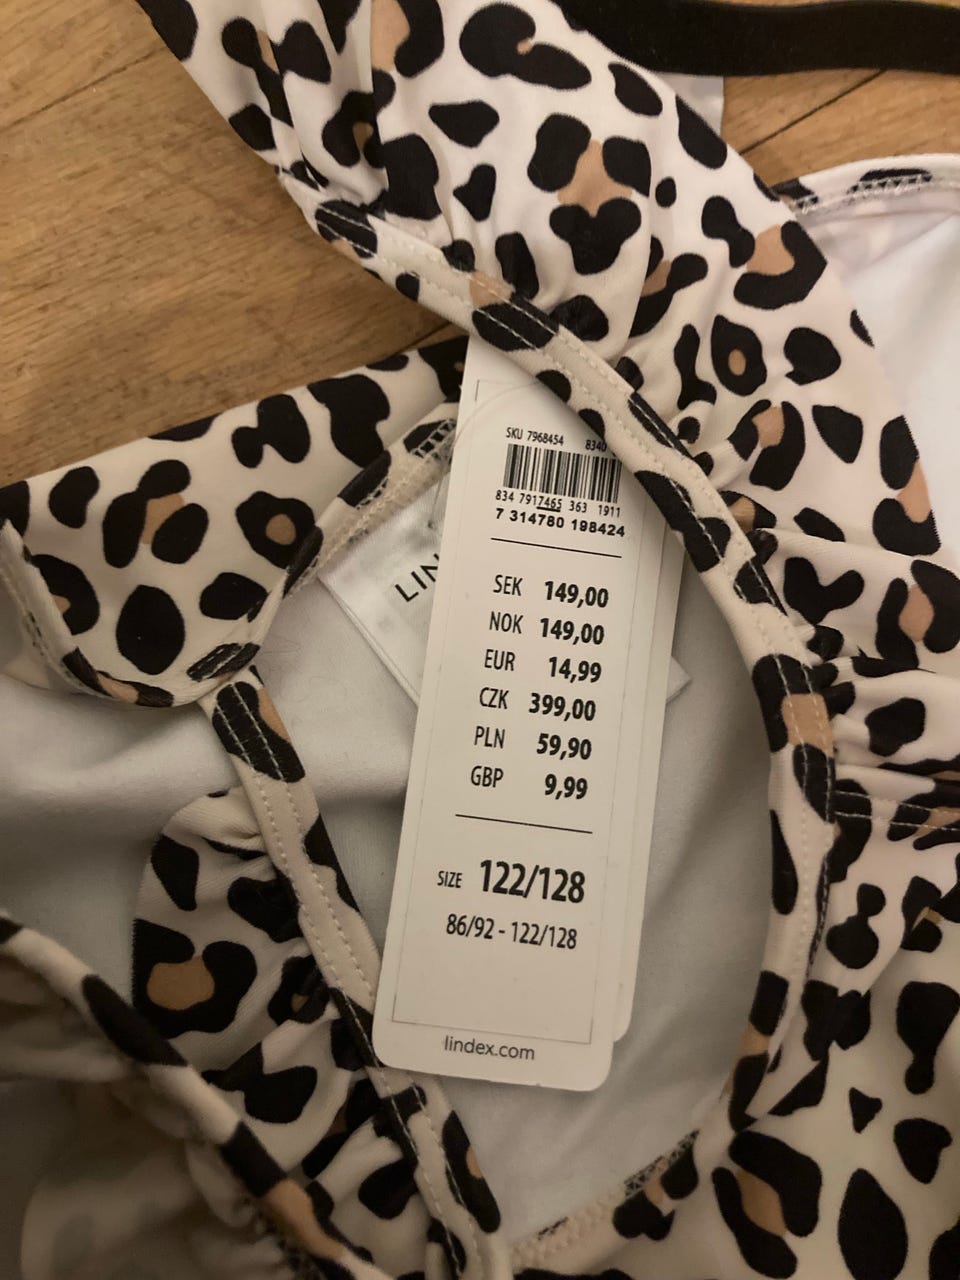 SKU 7968454 8340
834 7917465 363 1911
7 314780 198424
LIN
SEK 149,00
NOK 149,00
EUR 14,99
CZK 399,00
PLN 59,90
GBP 9,99
SIZE 122/128
86/92 - 122/128
lindex.com